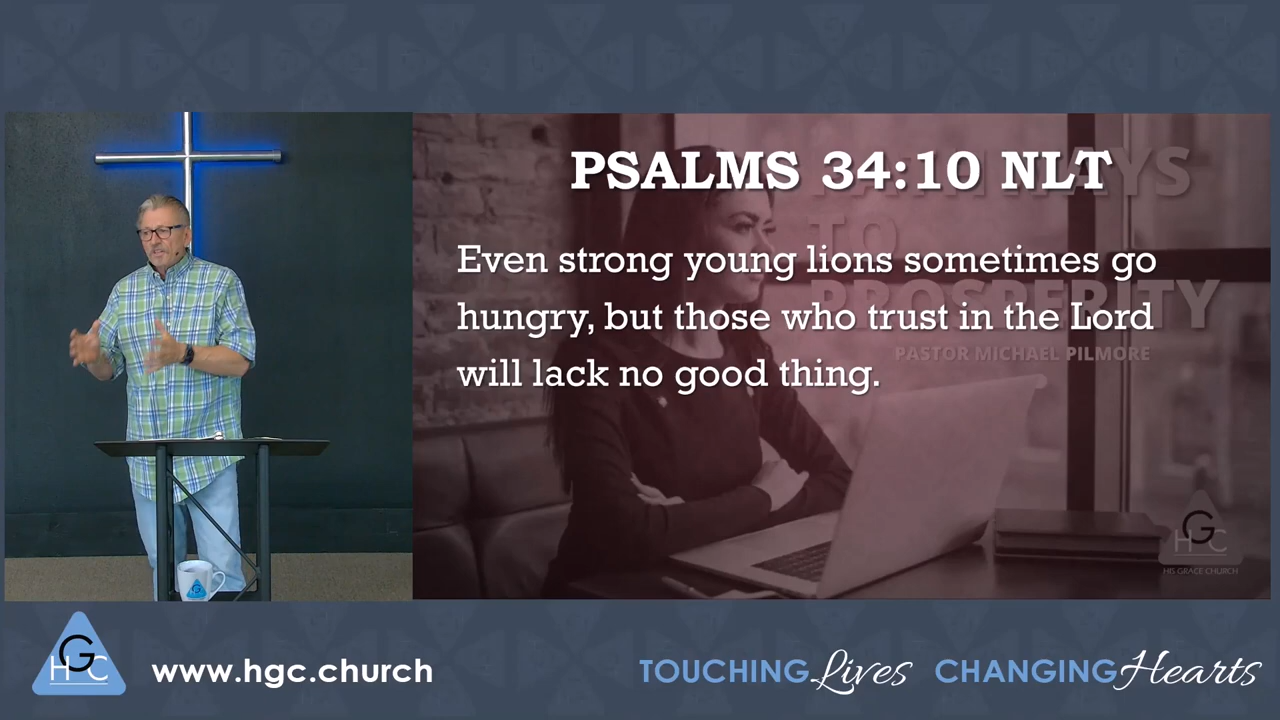 PSALMS 34:10 NLT
Even strong young lions sometimes go
hungry, but those who trust in the Lord
will lack no good thing.
TO
PROSPERITY
PASTOR MICHAEL PILMORE
HGC
HIS GRACE CHURCH
HGC
www.hgc.church
TOUCHING Lives CHANGING Hearts